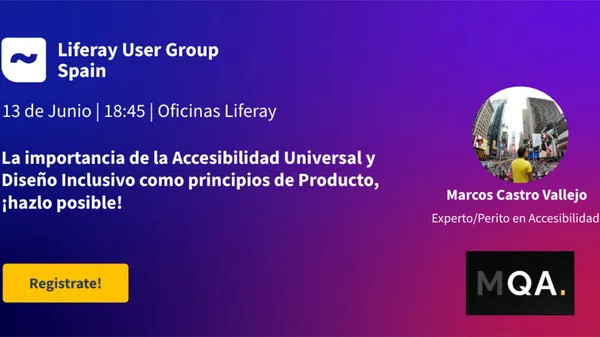 Liferay User Group
Spain
13 de Junio | 18:45 | Oficinas Liferay
La importancia de la Accesibilidad Universal y
Diseño Inclusivo como principios de Producto,
¡hazlo posible!
Registrate!
Marcos Castro Vallejo
Experto/Perito en Accesibilidad
MQA.